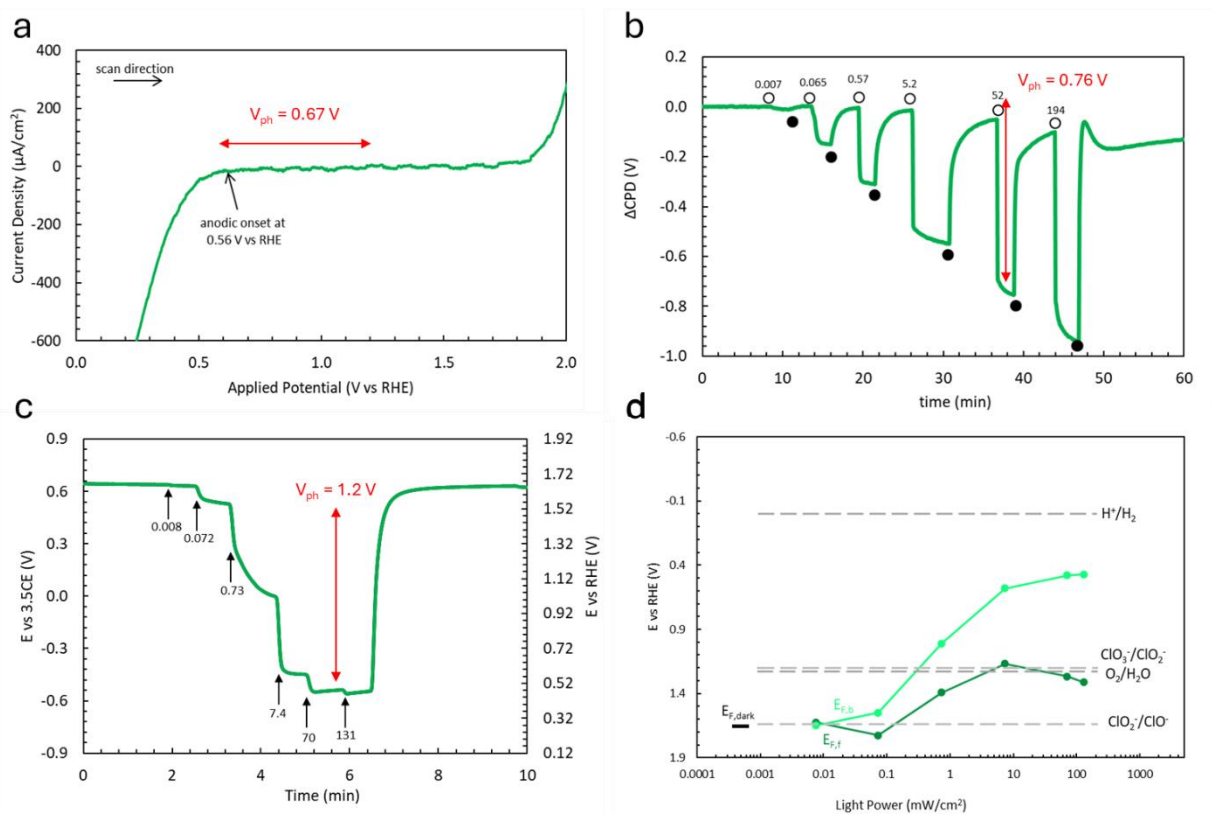 a
400
200
0
-200
-400
-600
Current Density (µA/cm²)
scan direction
V_ph = 0.67 V
anodic onset at
0.56 V vs RHE
0.0
0.5
1.0
1.5
2.0
Applied Potential (V vs RHE)
b
0.2
0.0
-0.2
-0.4
-0.6
-0.8
-1.0
ΔCPD (V)
0.007
0.065
0.57
5.2
52
194
V_ph = 0.76 V
0
10
20
30
40
50
60
time (min)
c
0.9
0.6
0.3
0.0
-0.3
-0.6
-0.9
E vs 3.5CE (V)
V_ph = 1.2 V
0.008
0.072
0.73
7.4
70
131
1.92
1.72
1.52
1.32
1.12
0.92
0.72
0.52
0.32
0.12
E vs RHE (V)
0
2
4
6
8
10
Time (min)
d
-0.6
-0.1
0.4
0.9
1.4
1.9
E vs RHE (V)
H⁺/H₂
ClO₃⁻/ClO₂⁻
O₂/H₂O
ClO₂⁻/ClO⁻
E_F,dark
E_F,b
E_F,f
0.0001
0.001
0.01
0.1
1
10
100
1000
Light Power (mW/cm²)